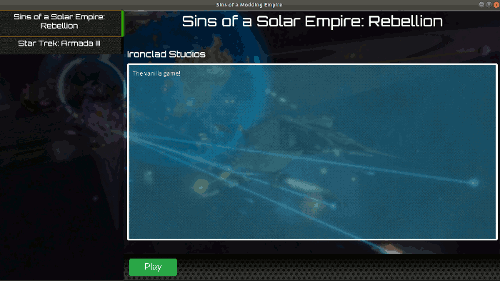 Sins of a Modding Empire
Sins of a Solar Empire:
Rebellion
Star Trek: Armada III
Sins of a Solar Empire: Rebellion
Ironclad Studios
The vanilla game!
Play